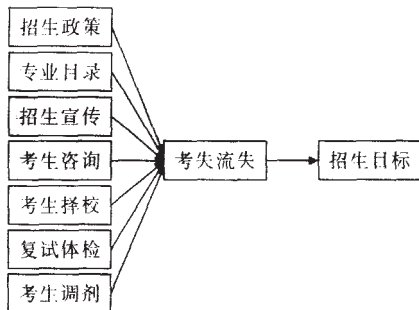 招生政策
专业目录
招生宣传
考生咨询
考失流失
招生目标
考生择校
复试体检
考生调剂